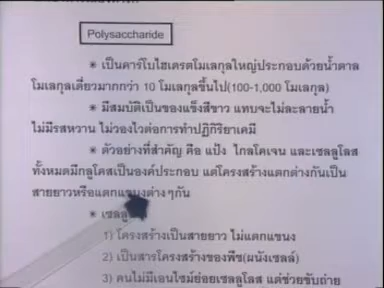 Polysaccharide
* เป็นคาร์โบไฮเดรตโมเลกุลใหญ่ประกอบด้วยน้ำตาล
โมเลกุลเดี่ยวมากกว่า 10 โมเลกุลขึ้นไป(100-1,000 โมเลกุล)
* มีสมบัติเป็นของแข็งสีขาว แทบจะไม่ละลายน้ำ
ไม่มีรสหวาน ไม่ว่องไวต่อการทำปฏิกิริยาเคมี
* ตัวอย่างที่สำคัญ คือ แป้ง ไกลโคเจน และเซลลูโลส
ทั้งหมดมีกลูโคสเป็นองค์ประกอบ แต่โครงสร้างแตกต่างกันเป็น
สายยาวหรือแตกแขนงต่างๆกัน
* 
1) โครงสร้างเป็นสายยาว ไม่แตกแขนง
2) เป็นสารโครงสร้างของพืช(ผนังเซลล์)
3) คนไม่มีเอนไซม์ย่อยเซลลูโลส แต่ช่วยขับถ่าย